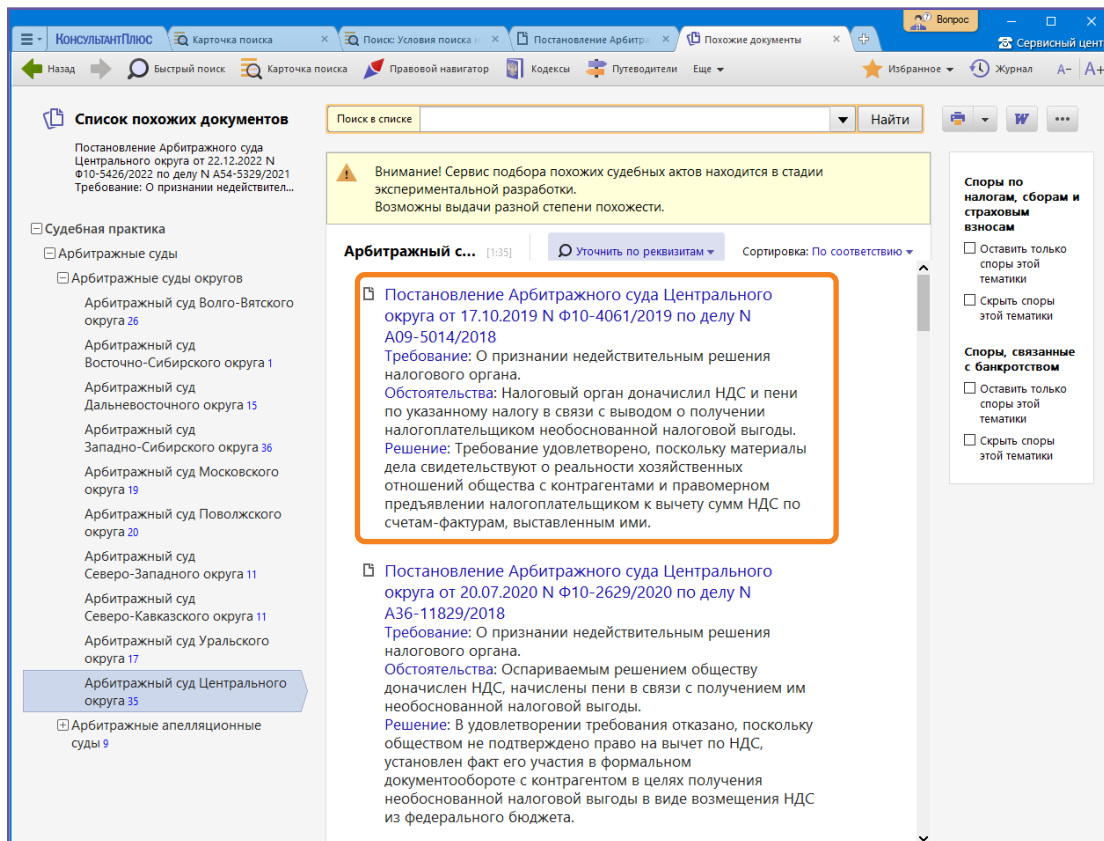 Вопрос
КонсультантПлюс
Карточка поиска
Поиск: Условия поиска
Постановление Арбитра
Похожие документы
Сервисный цент
Назад
Быстрый поиск
Карточка поиска
Правовой навигатор
Кодексы
Путеводители
Еще
Избранное
Журнал
A−
A+
Список похожих документов
Постановление Арбитражного суда
Центрального округа от 22.12.2022 N
Ф10-5426/2022 по делу N А54-5329/2021
Требование: О признании недействител...
Судебная практика
Арбитражные суды
Арбитражные суды округов
Арбитражный суд Волго-Вятского
округа 26
Арбитражный суд
Восточно-Сибирского округа 1
Арбитражный суд
Дальневосточного округа 15
Арбитражный суд
Западно-Сибирского округа 36
Арбитражный суд Московского
округа 19
Арбитражный суд Поволжского
округа 20
Арбитражный суд
Северо-Западного округа 11
Арбитражный суд
Северо-Кавказского округа 11
Арбитражный суд Уральского
округа 17
Арбитражный суд Центрального
округа 35
Арбитражные апелляционные
суды 9
Поиск в списке
Найти
W
Внимание! Сервис подбора похожих судебных актов находится в стадии
экспериментальной разработки.
Возможны выдачи разной степени похожести.
Арбитражный с... [1:35]
Уточнить по реквизитам
Сортировка: По соответствию
Постановление Арбитражного суда Центрального
округа от 17.10.2019 N Ф10-4061/2019 по делу N
А09-5014/2018
Требование: О признании недействительным решения
налогового органа.
Обстоятельства: Налоговый орган доначислил НДС и пени
по указанному налогу в связи с выводом о получении
налогоплательщиком необоснованной налоговой выгоды.
Решение: Требование удовлетворено, поскольку материалы
дела свидетельствуют о реальности хозяйственных
отношений общества с контрагентами и правомерном
предъявлении налогоплательщиком к вычету сумм НДС по
счетам-фактурам, выставленным ими.
Постановление Арбитражного суда Центрального
округа от 20.07.2020 N Ф10-2629/2020 по делу N
А36-11829/2018
Требование: О признании недействительным решения
налогового органа.
Обстоятельства: Оспариваемым решением обществу
доначислен НДС, начислены пени в связи с получением им
необоснованной налоговой выгоды.
Решение: В удовлетворении требования отказано, поскольку
обществом не подтверждено право на вычет по НДС,
установлен факт его участия в формальном
документообороте с контрагентом в целях получения
необоснованной налоговой выгоды в виде возмещения НДС
из федерального бюджета.
Споры по
налогам, сборам и
страховым
взносам
Оставить только
споры этой
тематики
Скрыть споры
этой тематики
Споры, связанные
с банкротством
Оставить только
споры этой
тематики
Скрыть споры
этой тематики